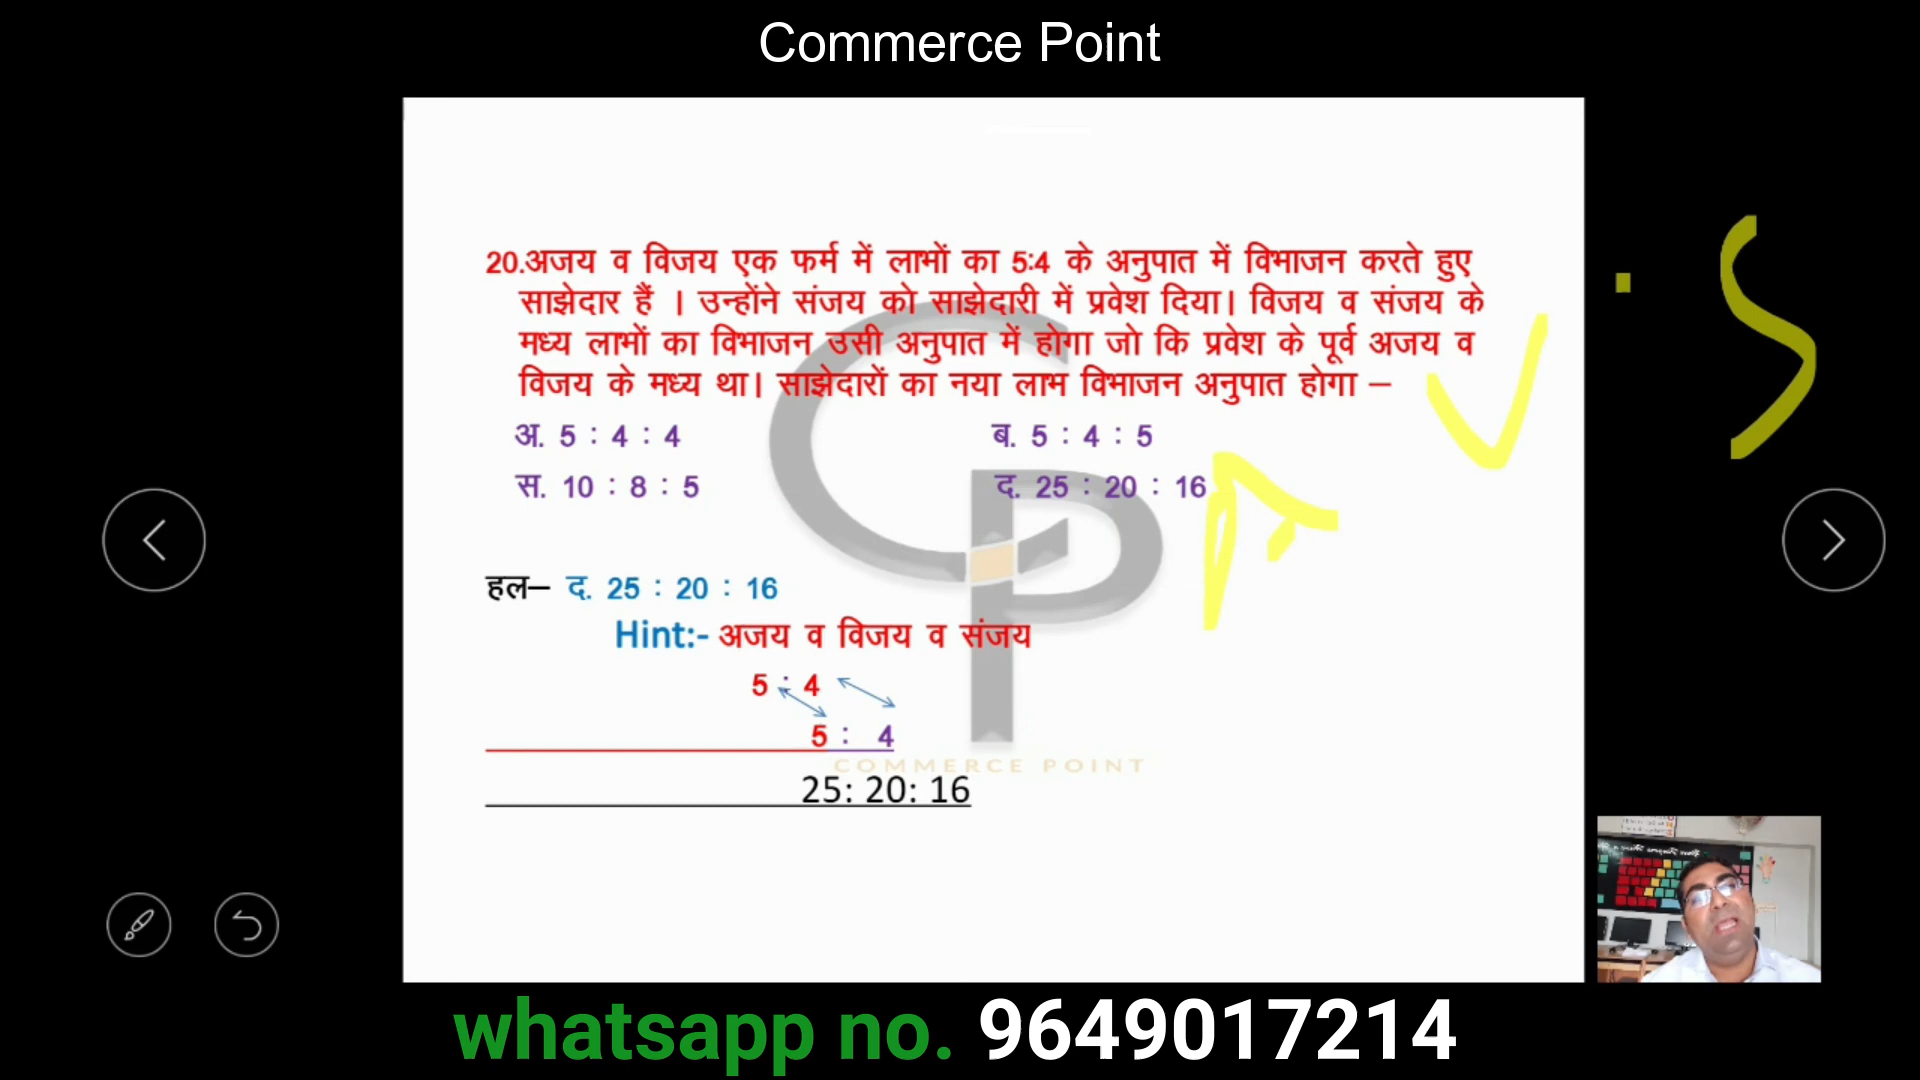 Commerce Point
20.अजय व विजय एक फर्म में लाभों का 5:4 के अनुपात में विभाजन करते हुए
साझेदार हैं । उन्होंने संजय को साझेदारी में प्रवेश दिया। विजय व संजय के
मध्य लाभों का विभाजन उसी अनुपात में होगा जो कि प्रवेश के पूर्व अजय व
विजय के मध्य था। साझेदारों का नया लाभ विभाजन अनुपात होगा –
अ. 5 : 4 : 4 ब. 5 : 4 : 5
स. 10 : 8 : 5 द. 25 : 20 : 16
हल– द. 25 : 20 : 16
Hint:- अजय व विजय व संजय
5 : 4
5 : 4
COMMERCE POINT
25: 20: 16
whatsapp no. 9649017214